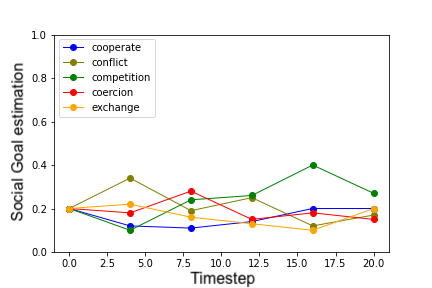 cooperate
conflict
competition
coercion
exchange
Social Goal estimation
1.0
0.8
0.6
0.4
0.2
0.0
0.0 2.5 5.0 7.5 10.0 12.5 15.0 17.5 20.0
Timestep